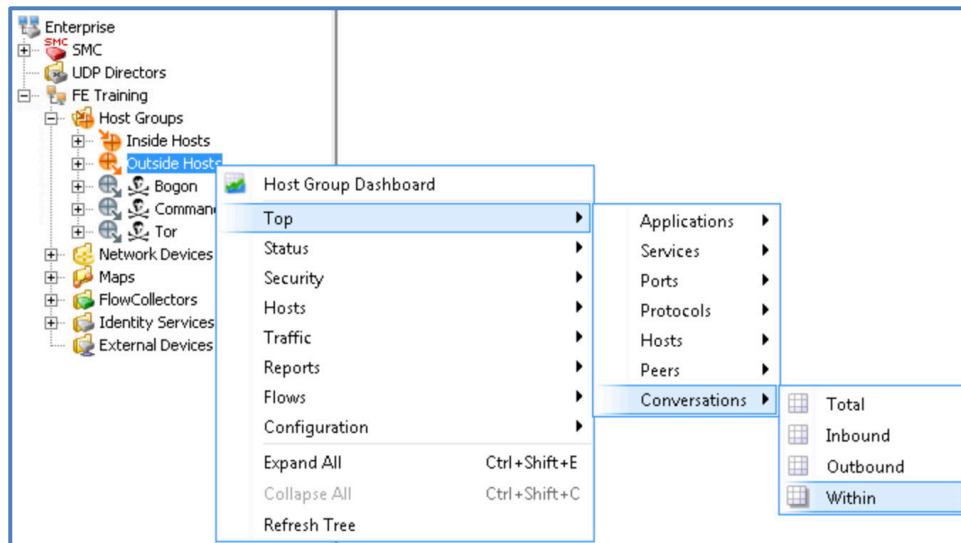 Enterprise
SMC
SMC
UDP Directors
FE Training
Host Groups
Inside Hosts
Outside Hosts
Bogon
Comman
Tor
Network Devices
Maps
FlowCollectors
Identity Services
External Devices
Host Group Dashboard
Top
Status
Security
Hosts
Traffic
Reports
Flows
Configuration
Expand All Ctrl+Shift+E
Collapse All Ctrl+Shift+C
Refresh Tree
Applications
Services
Ports
Protocols
Hosts
Peers
Conversations
Total
Inbound
Outbound
Within